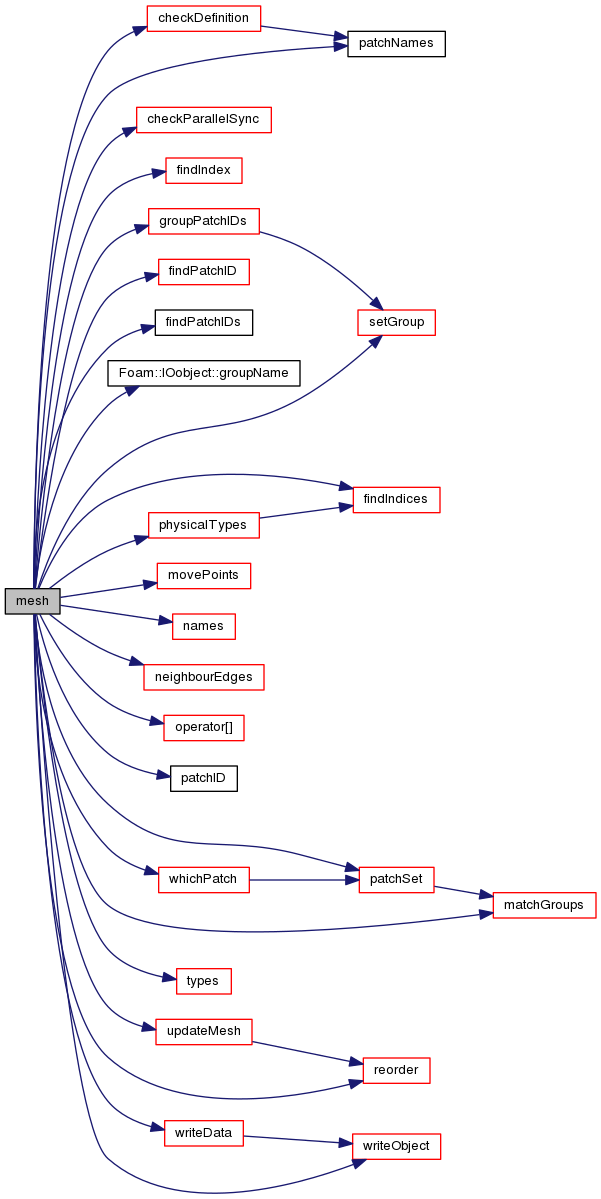 checkDefinition
patchNames
checkParallelSync
findIndex
groupPatchIDs
findPatchID
findPatchIDs
setGroup
Foam::IOobject::groupName
findIndices
physicalTypes
movePoints
mesh
names
neighbourEdges
operator[]
patchID
whichPatch
patchSet
matchGroups
types
updateMesh
reorder
writeData
writeObject